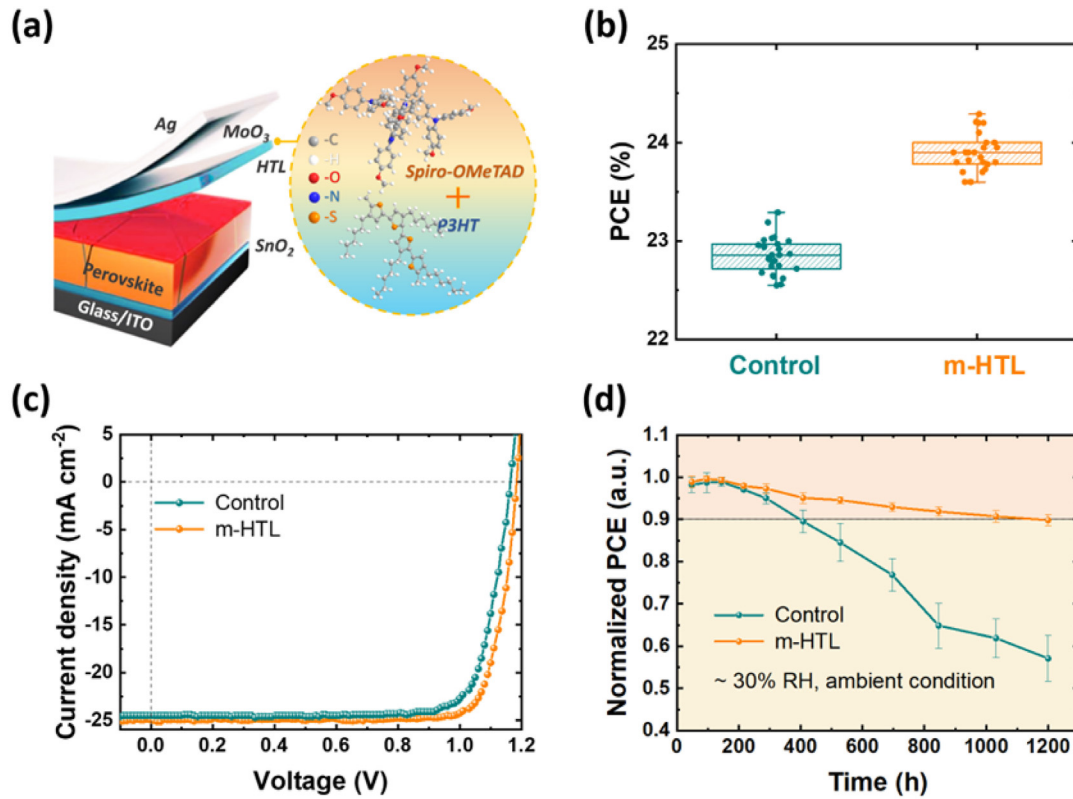 (a)
Ag
MoO3
HTL
-C
-H
-O
-N
-S
Spiro-OMeTAD
+
P3HT
SnO2
Perovskite
Glass/ITO
(b)
25
24
23
22
PCE (%)
Control
m-HTL
(c)
5
0
-5
-10
-15
-20
-25
Current density (mA cm-2)
Control
m-HTL
0.0 0.2 0.4 0.6 0.8 1.0 1.2
Voltage (V)
(d)
1.1
1.0
0.9
0.8
0.7
0.6
0.5
0.4
Normalized PCE (a.u.)
Control
m-HTL
~ 30% RH, ambient condition
0 200 400 600 800 1000 1200
Time (h)